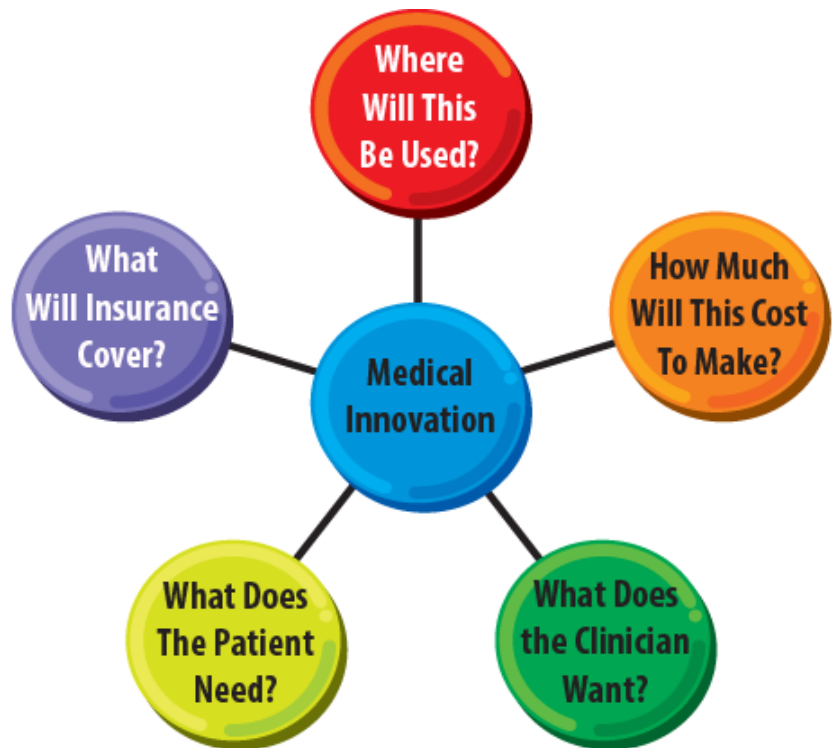 Where
Will This
Be Used?
What
Will Insurance
Cover?
How Much
Will This Cost
To Make?
Medical
Innovation
What Does
The Patient
Need?
What Does
the Clinician
Want?